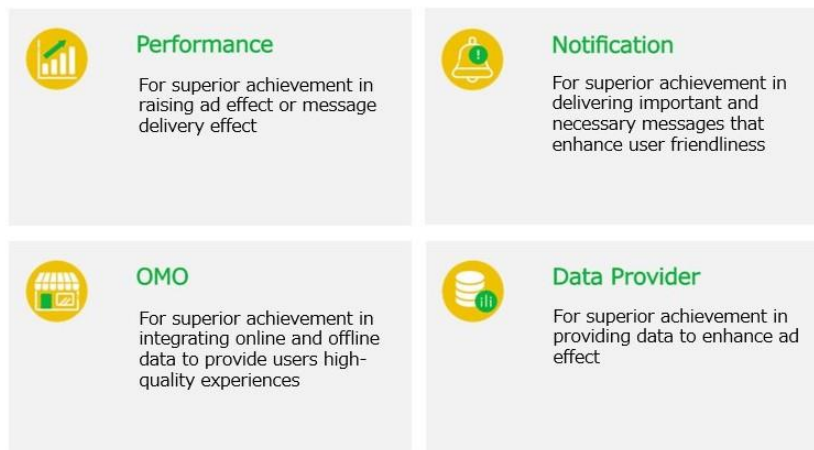 Performance
For superior achievement in
raising ad effect or message
delivery effect
Notification
For superior achievement in
delivering important and
necessary messages that
enhance user friendliness
OMO
For superior achievement in
integrating online and offline
data to provide users high-
quality experiences
Data Provider
For superior achievement in
providing data to enhance ad
effect